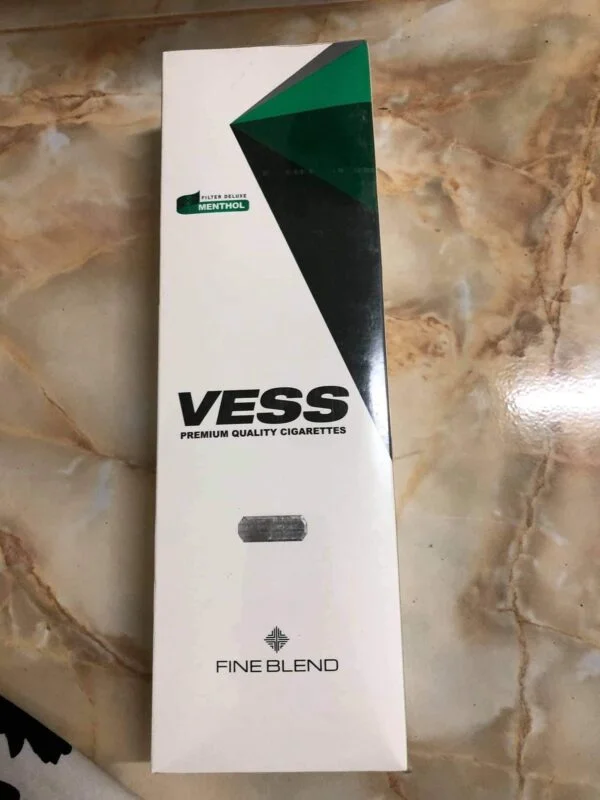 FILTER DELUXE
MENTHOL
VESS
PREMIUM QUALITY CIGARETTES
FINE BLEND